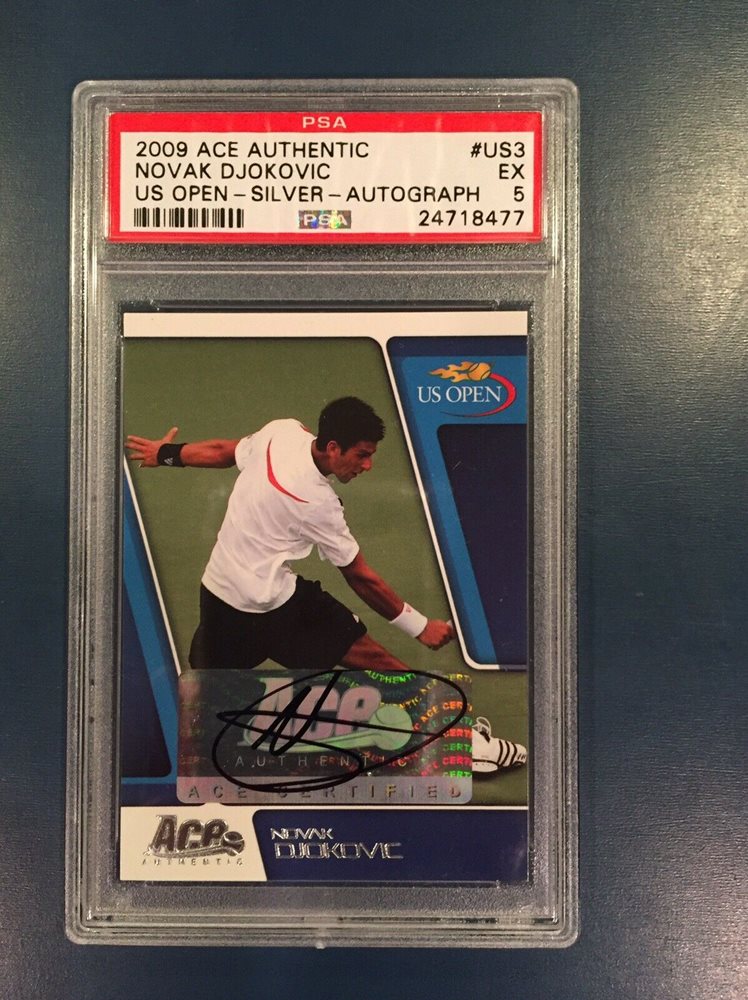 PSA
2009 ACE AUTHENTIC #US3
NOVAK DJOKOVIC EX
US OPEN-SILVER-AUTOGRAPH 5
PSA 24718477
US OPEN
Ace
AUTHENTIC
ACE CERTIFIED
Ace
AUTHENTIC
NOVAK
DJOKOVIC